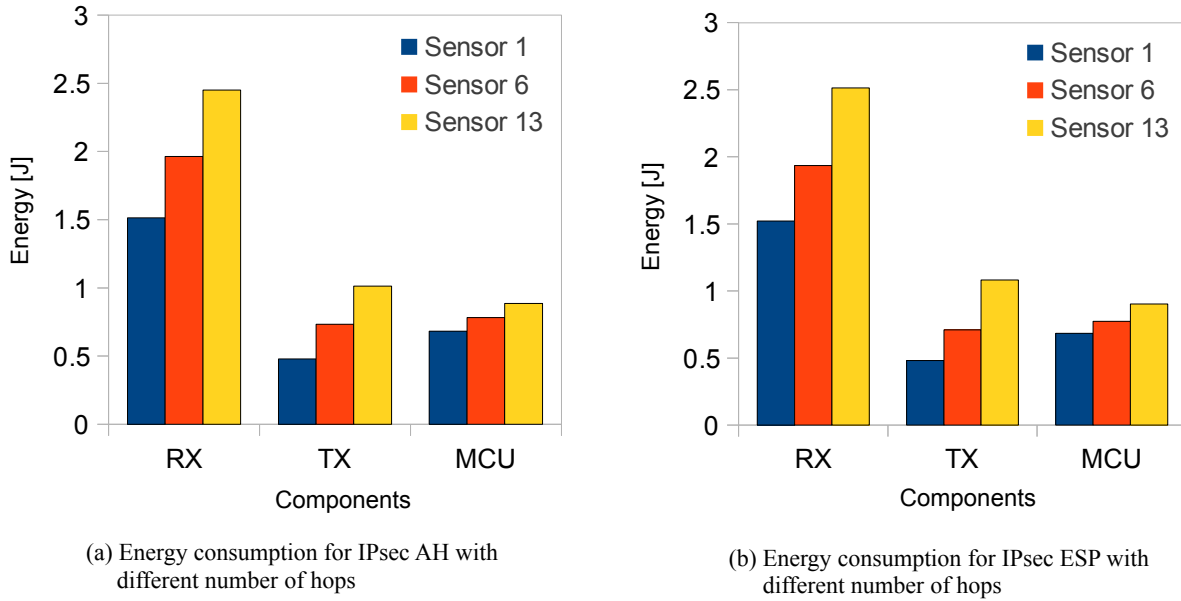 3
2.5
2
1.5
1
0.5
0
Energy [J]
Sensor 1
Sensor 6
Sensor 13
RX TX MCU
Components
(a) Energy consumption for IPsec AH with
different number of hops
3
2.5
2
1.5
1
0.5
0
Energy [J]
Sensor 1
Sensor 6
Sensor 13
RX TX MCU
Components
(b) Energy consumption for IPsec ESP with
different number of hops